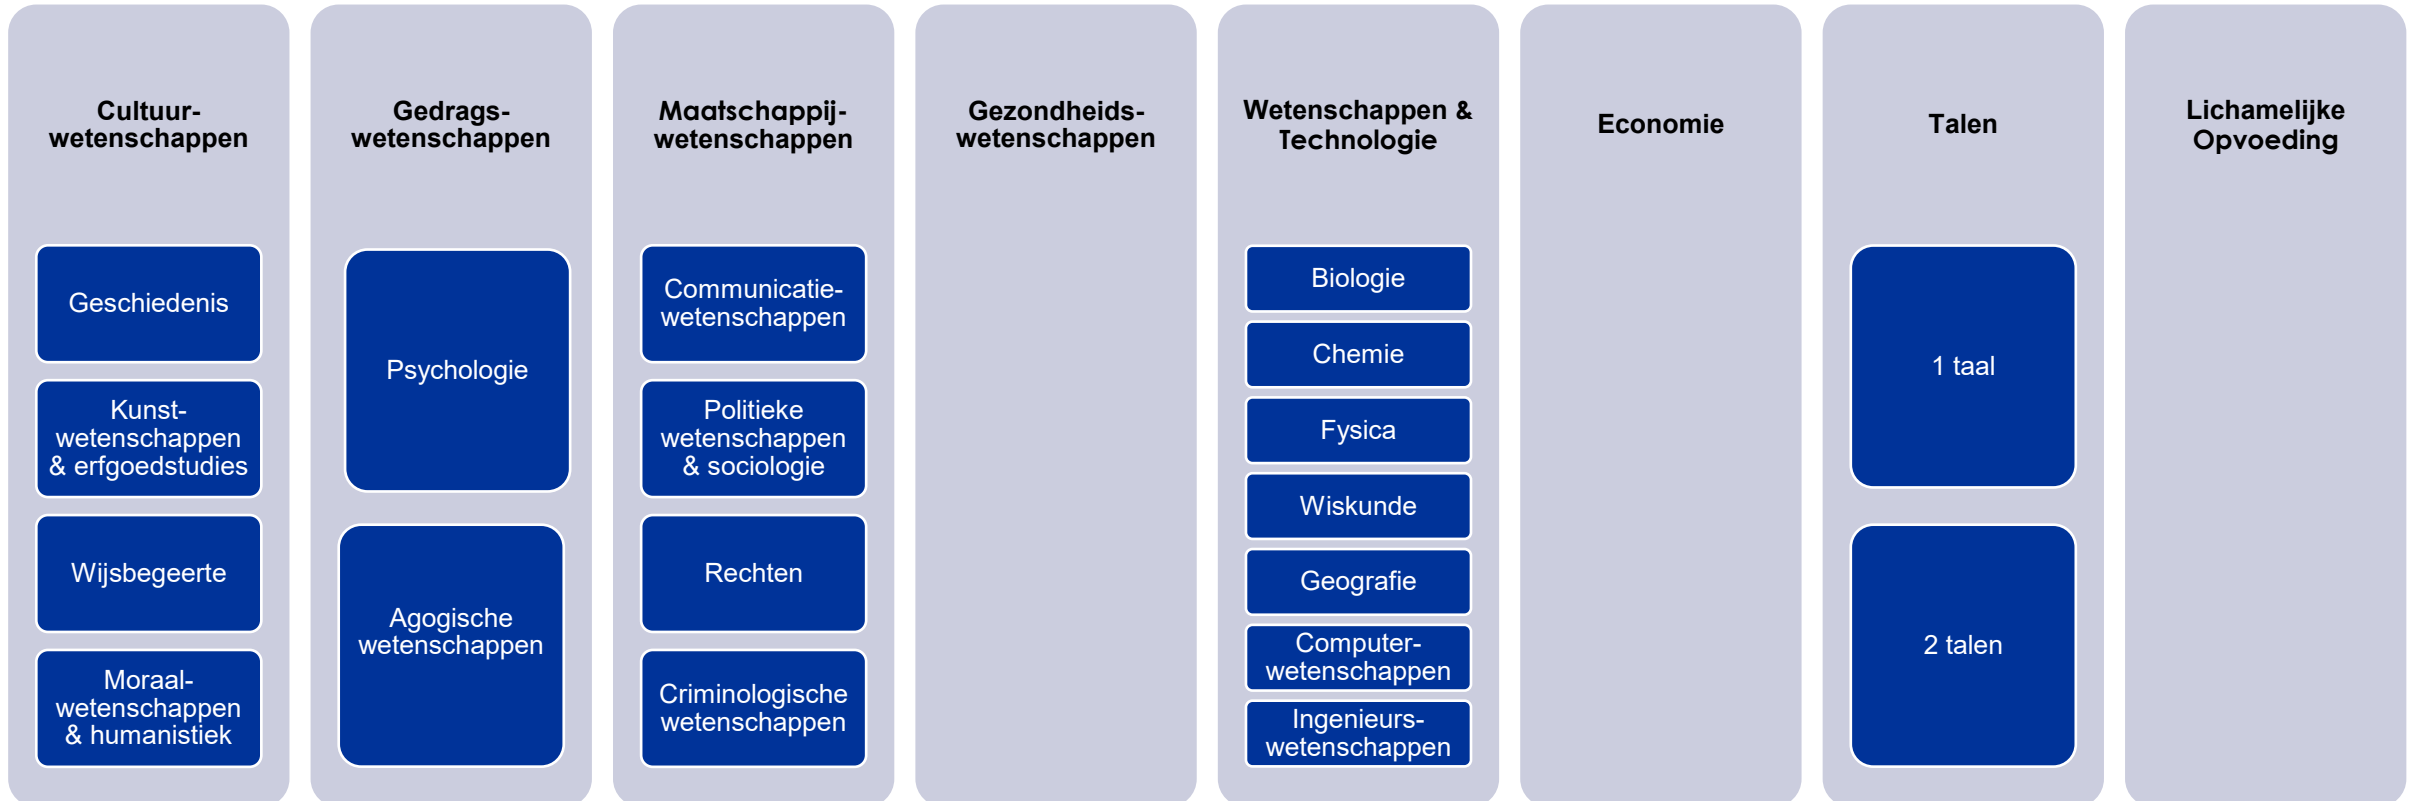 Cultuur-
wetenschappen
Geschiedenis
Kunst-
wetenschappen
& erfgoedstudies
Wijsbegeerte
Moraal-
wetenschappen
& humanistiek
Gedrags-
wetenschappen
Psychologie
Agogische
wetenschappen
Maatschappij-
wetenschappen
Communicatie-
wetenschappen
Politieke
wetenschappen
& sociologie
Rechten
Criminologische
wetenschappen
Gezondheids-
wetenschappen
Wetenschappen &
Technologie
Biologie
Chemie
Fysica
Wiskunde
Geografie
Computer-
wetenschappen
Ingenieurs-
wetenschappen
Economie
Talen
1 taal
2 talen
Lichamelijke
Opvoeding